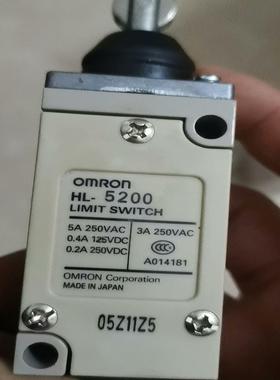 OMRON
HL-5200
LIMIT SWITCH
5A 250VAC
0.4A 125VDC
0.2A 250VDC
3A 250VAC
CCC
A014181
OMRON Corporation
MADE IN JAPAN
05Z11Z5